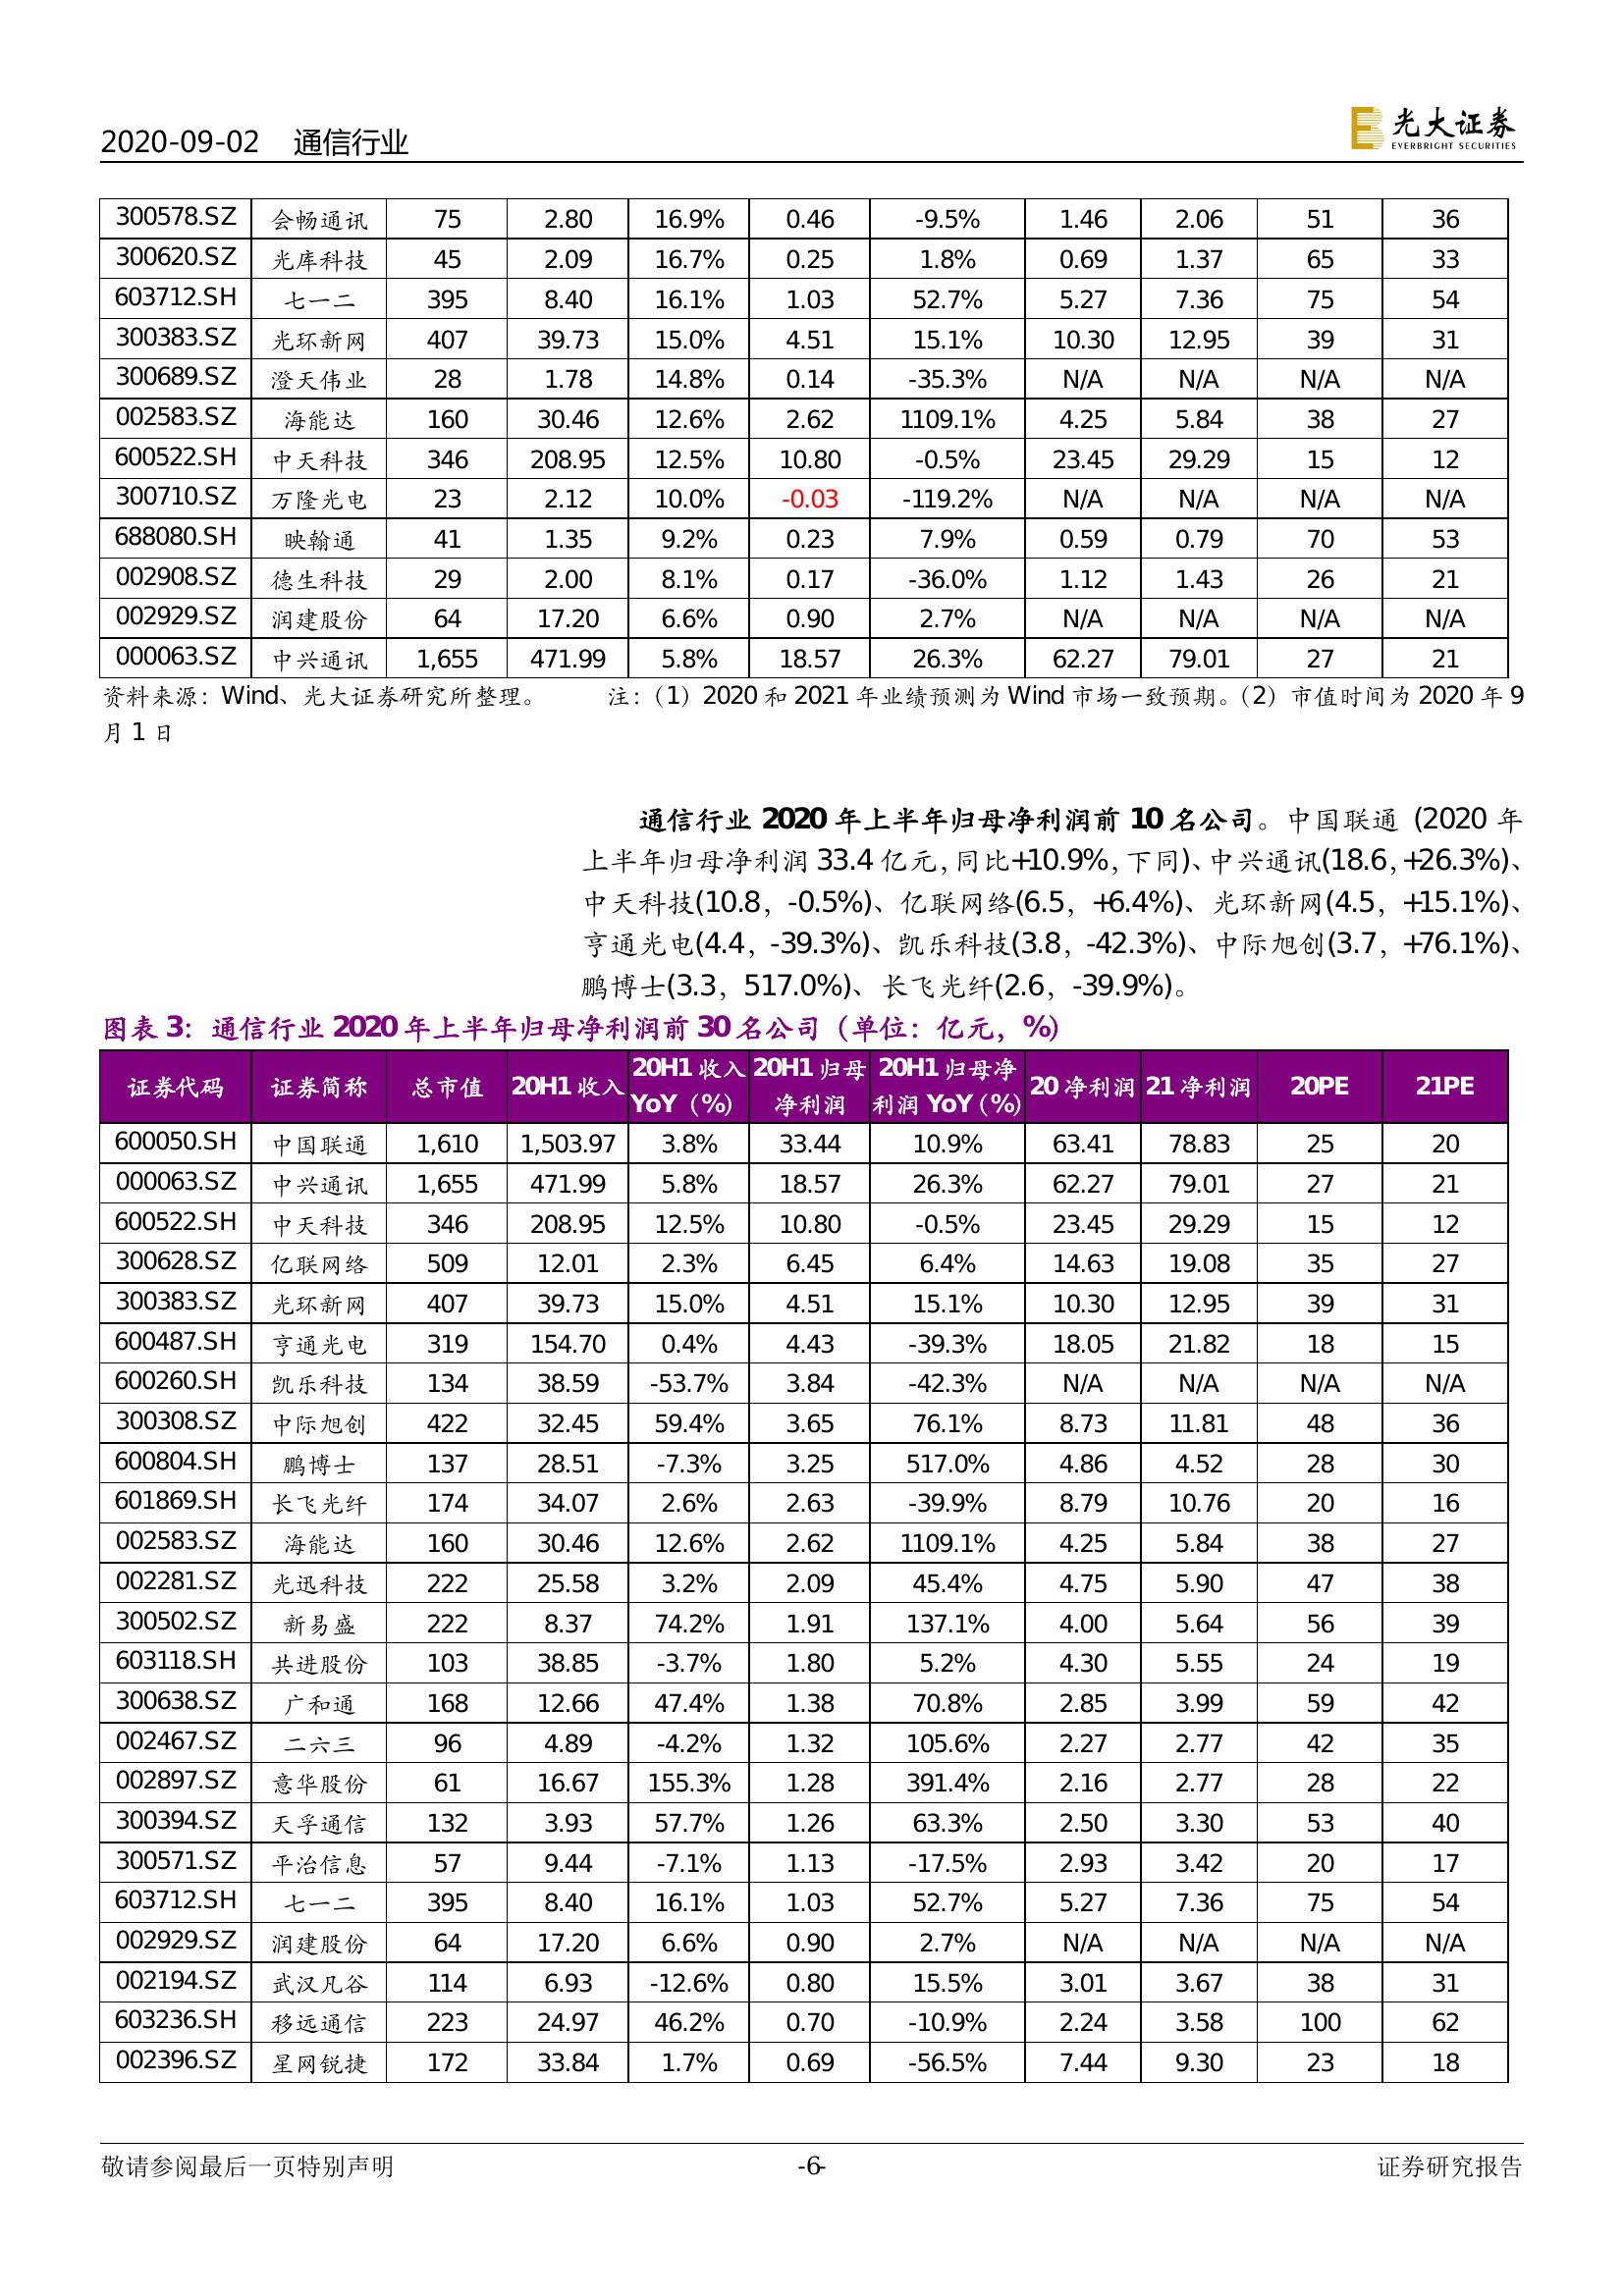 2020-09-02 通信行业
光大证券
EVERBRIGHT SECURITIES
300578.SZ 会畅通讯 75 2.80 16.9% 0.46 -9.5% 1.46 2.06 51 36
300620.SZ 光库科技 45 2.09 16.7% 0.25 1.8% 0.69 1.37 65 33
603712.SH 七一二 395 8.40 16.1% 1.03 52.7% 5.27 7.36 75 54
300383.SZ 光环新网 407 39.73 15.0% 4.51 15.1% 10.30 12.95 39 31
300689.SZ 澄天伟业 28 1.78 14.8% 0.14 -35.3% N/A N/A N/A N/A
002583.SZ 海能达 160 30.46 12.6% 2.62 1109.1% 4.25 5.84 38 27
600522.SH 中天科技 346 208.95 12.5% 10.80 -0.5% 23.45 29.29 15 12
300710.SZ 万隆光电 23 2.12 10.0% -0.03 -119.2% N/A N/A N/A N/A
688080.SH 映翰通 41 1.35 9.2% 0.23 7.9% 0.59 0.79 70 53
002908.SZ 德生科技 29 2.00 8.1% 0.17 -36.0% 1.12 1.43 26 21
002929.SZ 润建股份 64 17.20 6.6% 0.90 2.7% N/A N/A N/A N/A
000063.SZ 中兴通讯 1,655 471.99 5.8% 18.57 26.3% 62.27 79.01 27 21
资料来源：Wind、光大证券研究所整理。 注：（1）2020 和 2021 年业绩预测为 Wind 市场一致预期。（2）市值时间为 2020 年 9
月 1 日
通信行业 2020 年上半年归母净利润前 10 名公司。中国联通 (2020 年
上半年归母净利润 33.4 亿元，同比+10.9%，下同)、中兴通讯(18.6，+26.3%)、
中天科技(10.8，-0.5%)、亿联网络(6.5，+6.4%)、光环新网(4.5，+15.1%)、
亨通光电(4.4，-39.3%)、凯乐科技(3.8，-42.3%)、中际旭创(3.7，+76.1%)、
鹏博士(3.3，517.0%)、长飞光纤(2.6，-39.9%)。
图表 3：通信行业 2020 年上半年归母净利润前 30 名公司（单位：亿元，%）
证券代码 证券简称 总市值 20H1 收入 20H1 收入 YoY（%） 20H1 归母净利润 20H1 归母净利润 YoY（%） 20 净利润 21 净利润 20PE 21PE
600050.SH 中国联通 1,610 1,503.97 3.8% 33.44 10.9% 63.41 78.83 25 20
000063.SZ 中兴通讯 1,655 471.99 5.8% 18.57 26.3% 62.27 79.01 27 21
600522.SH 中天科技 346 208.95 12.5% 10.80 -0.5% 23.45 29.29 15 12
300628.SZ 亿联网络 509 12.01 2.3% 6.45 6.4% 14.63 19.08 35 27
300383.SZ 光环新网 407 39.73 15.0% 4.51 15.1% 10.30 12.95 39 31
600487.SH 亨通光电 319 154.70 0.4% 4.43 -39.3% 18.05 21.82 18 15
600260.SH 凯乐科技 134 38.59 -53.7% 3.84 -42.3% N/A N/A N/A N/A
300308.SZ 中际旭创 422 32.45 59.4% 3.65 76.1% 8.73 11.81 48 36
600804.SH 鹏博士 137 28.51 -7.3% 3.25 517.0% 4.86 4.52 28 30
601869.SH 长飞光纤 174 34.07 2.6% 2.63 -39.9% 8.79 10.76 20 16
002583.SZ 海能达 160 30.46 12.6% 2.62 1109.1% 4.25 5.84 38 27
002281.SZ 光迅科技 222 25.58 3.2% 2.09 45.4% 4.75 5.90 47 38
300502.SZ 新易盛 222 8.37 74.2% 1.91 137.1% 4.00 5.64 56 39
603118.SH 共进股份 103 38.85 -3.7% 1.80 5.2% 4.30 5.55 24 19
300638.SZ 广和通 168 12.66 47.4% 1.38 70.8% 2.85 3.99 59 42
002467.SZ 二六三 96 4.89 -4.2% 1.32 105.6% 2.27 2.77 42 35
002897.SZ 意华股份 61 16.67 155.3% 1.28 391.4% 2.16 2.77 28 22
300394.SZ 天孚通信 132 3.93 57.7% 1.26 63.3% 2.50 3.30 53 40
300571.SZ 平治信息 57 9.44 -7.1% 1.13 -17.5% 2.93 3.42 20 17
603712.SH 七一二 395 8.40 16.1% 1.03 52.7% 5.27 7.36 75 54
002929.SZ 润建股份 64 17.20 6.6% 0.90 2.7% N/A N/A N/A N/A
002194.SZ 武汉凡谷 114 6.93 -12.6% 0.80 15.5% 3.01 3.67 38 31
603236.SH 移远通信 223 24.97 46.2% 0.70 -10.9% 2.24 3.58 100 62
002396.SZ 星网锐捷 172 33.84 1.7% 0.69 -56.5% 7.44 9.30 23 18
敬请参阅最后一页特别声明 -6- 证券研究报告